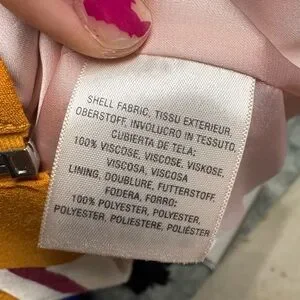 SHELL FABRIC, TISSU EXTERIEUR,
OBERSTOFF, INVOLUCRO IN TESSUTO,
CUBIERTA DE TELA:
100% VISCOSE, VISCOSE, VISKOSE,
VISCOSA, VISCOSA
LINING, DOUBLURE, FUTTERSTOFF,
FODERA, FORRO:
100% POLYESTER, POLYESTER,
POLYESTER, POLIESTERE, POLIÉSTER